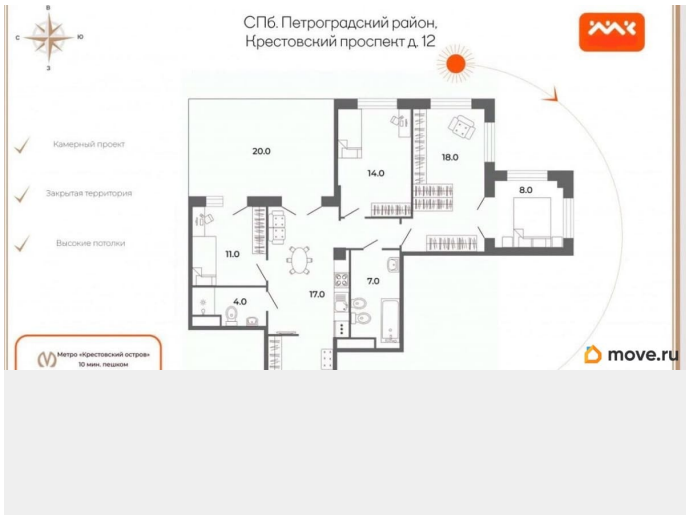 В
С
Ю
З
СПб. Петроградский район,
Крестовский проспект д. 12
Камерный проект
Закрытая территория
Высокие потолки
20.0
14.0
18.0
8.0
11.0
17.0
7.0
4.0
Метро «Крестовский остров»
10 мин. пешком
move.ru